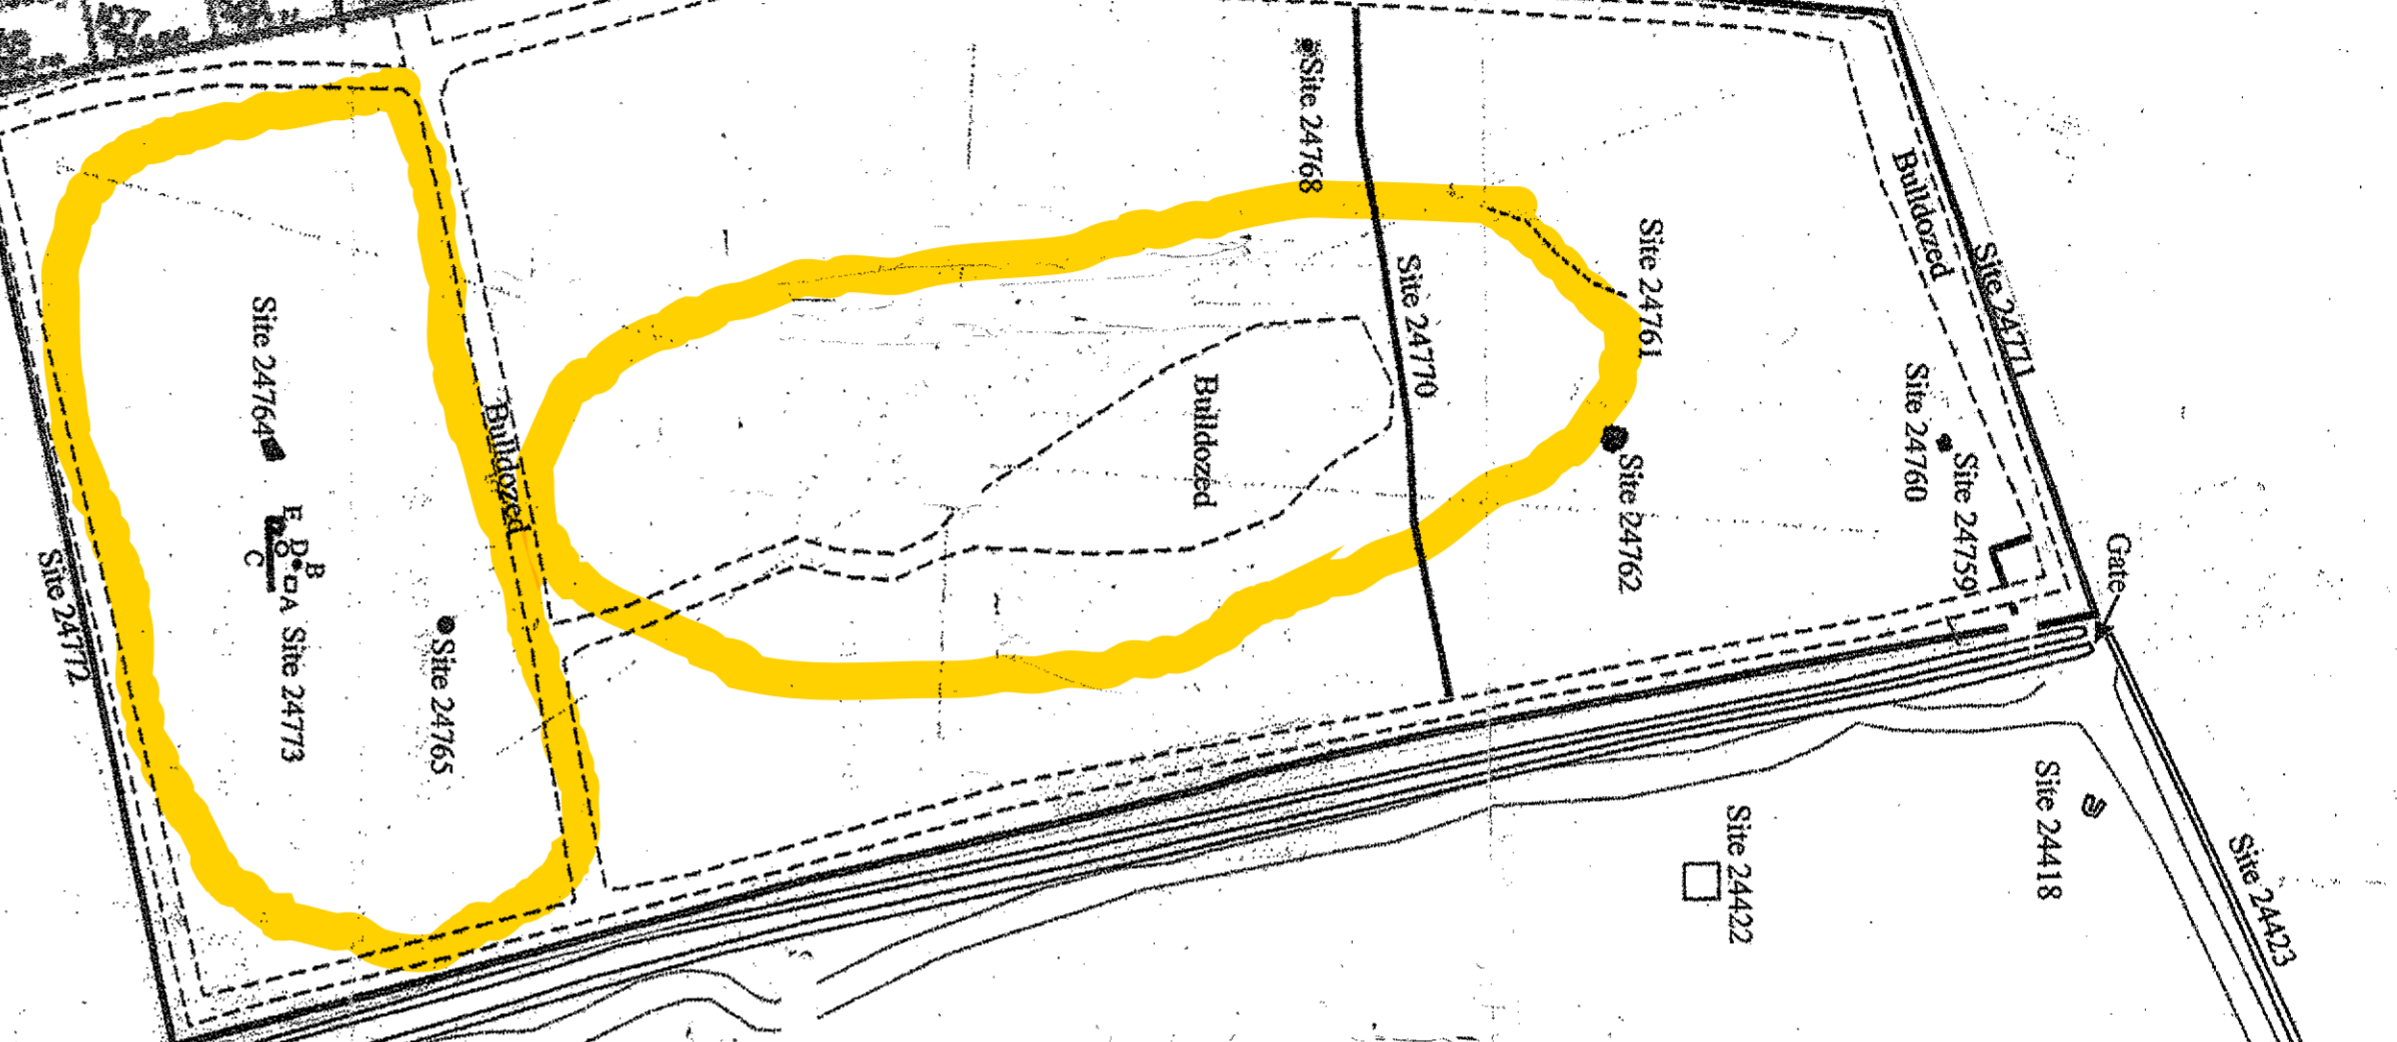 Site 24768
Site 24761
Bulldozed
Site 24771
Site 24770
Site 24764
Bulldozed
Bulldozed
Site 24760
Site 24759
Gate
Site 24762
E
D
B
C
A Site 24773
Site 24772
Site 24765
Site 24418
Site 24422
Site 24423